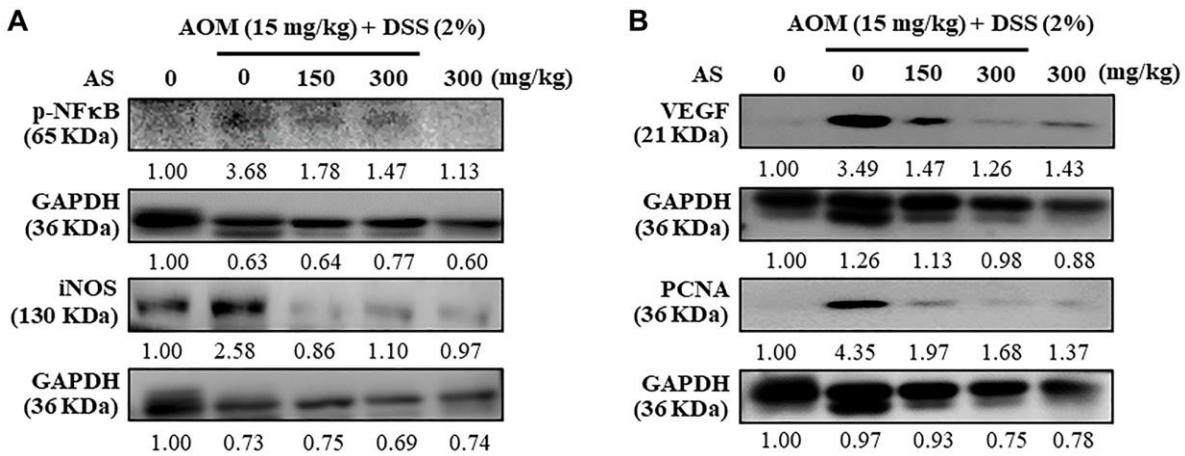 A
AOM (15 mg/kg) + DSS (2%)
AS 0 0 150 300 300 (mg/kg)
p-NFκB
(65 KDa)
1.00 3.68 1.78 1.47 1.13
GAPDH
(36 KDa)
1.00 0.63 0.64 0.77 0.60
iNOS
(130 KDa)
1.00 2.58 0.86 1.10 0.97
GAPDH
(36 KDa)
1.00 0.73 0.75 0.69 0.74
B
AOM (15 mg/kg) + DSS (2%)
AS 0 0 150 300 300 (mg/kg)
VEGF
(21 KDa)
1.00 3.49 1.47 1.26 1.43
GAPDH
(36 KDa)
1.00 1.26 1.13 0.98 0.88
PCNA
(36 KDa)
1.00 4.35 1.97 1.68 1.37
GAPDH
(36 KDa)
1.00 0.97 0.93 0.75 0.78